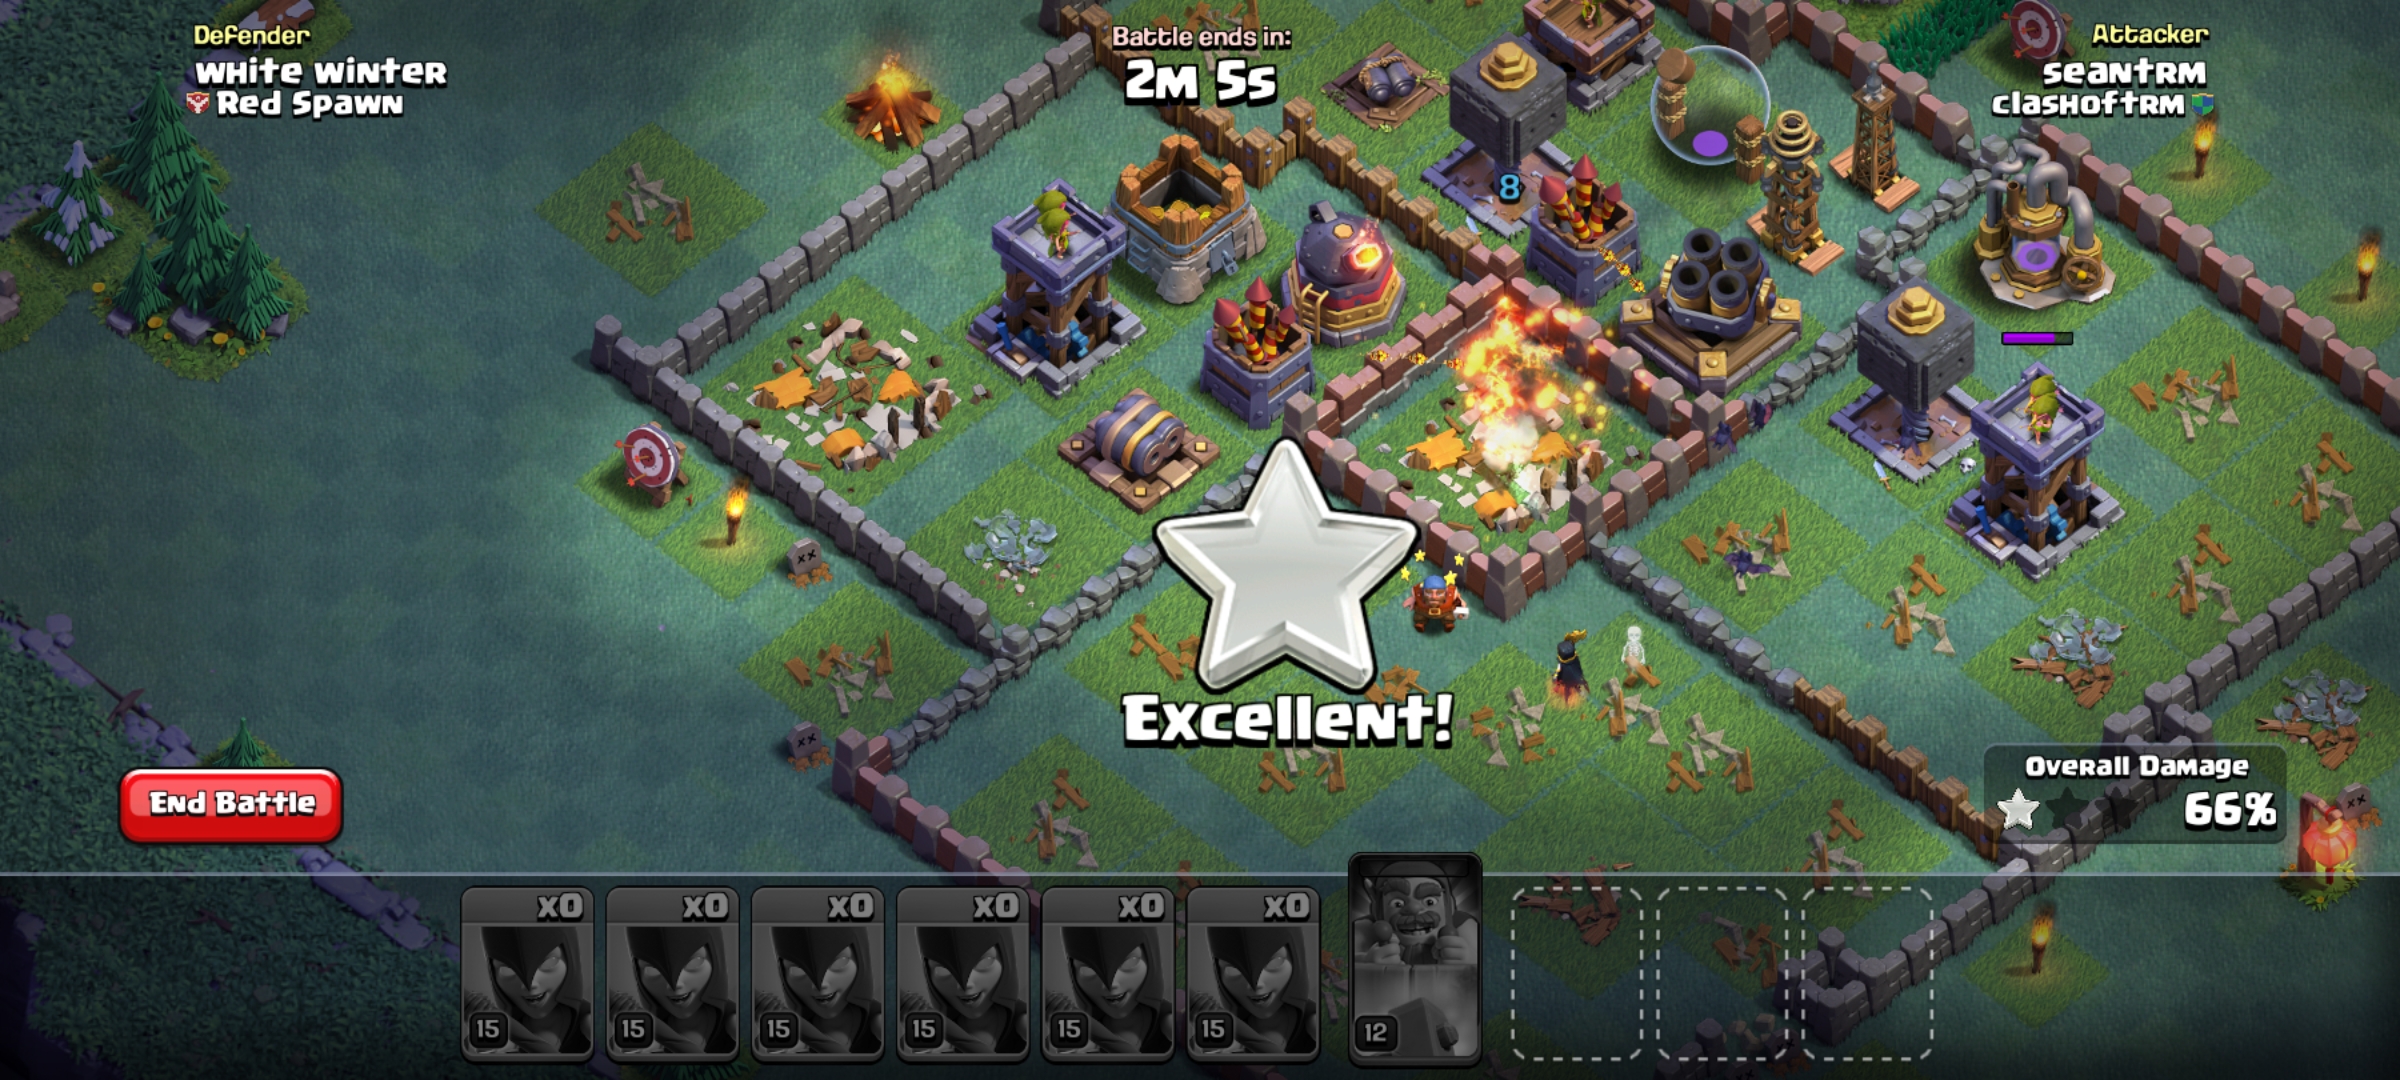 Defender
White Winter
Red Spawn
Battle ends in:
2M 5s
Attacker
seantrm
clashoftrm
8
Excellent!
End Battle
Overall Damage
66%
x0
x0
x0
x0
x0
x0
15
15
15
15
15
15
12